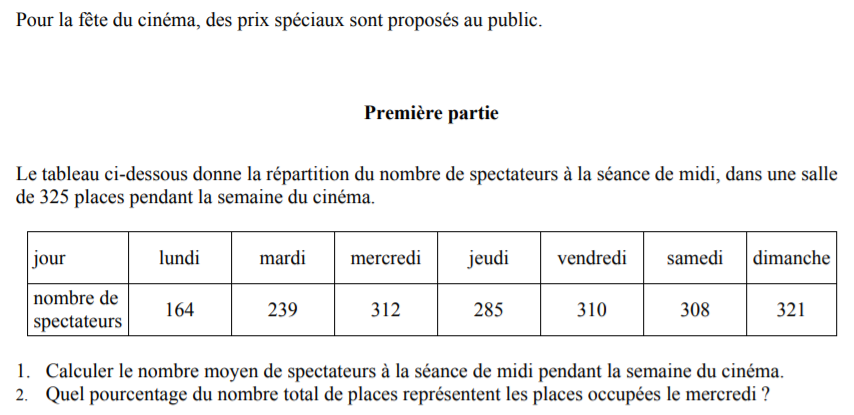 Pour la fête du cinéma, des prix spéciaux sont proposés au public.
Première partie
Le tableau ci-dessous donne la répartition du nombre de spectateurs à la séance de midi, dans une salle
de 325 places pendant la semaine du cinéma.
jour lundi mardi mercredi jeudi vendredi samedi dimanche
nombre de
spectateurs 164 239 312 285 310 308 321
1. Calculer le nombre moyen de spectateurs à la séance de midi pendant la semaine du cinéma.
2. Quel pourcentage du nombre total de places représentent les places occupées le mercredi ?